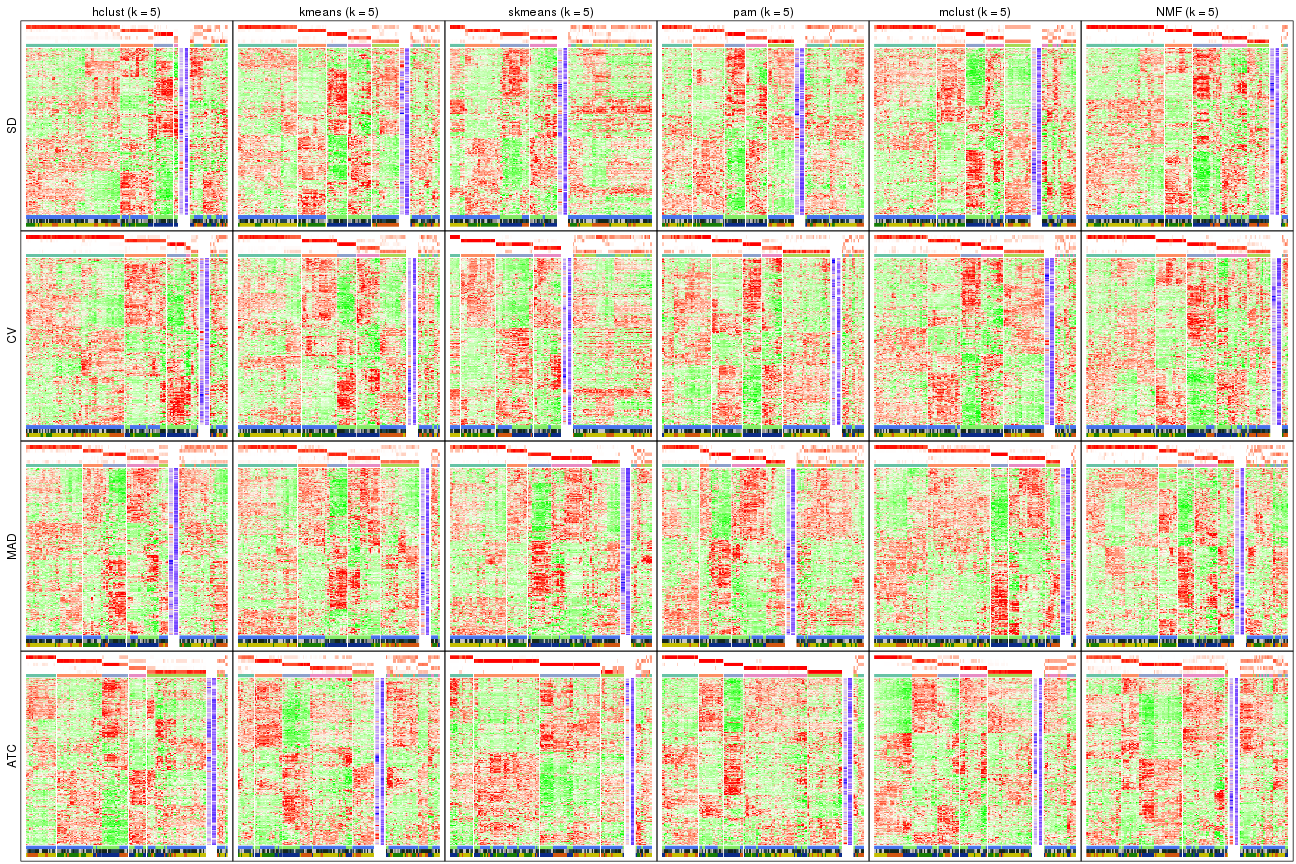 hclust (k = 5) kmeans (k = 5) skmeans (k = 5) pam (k = 5) mclust (k = 5) NMF (k = 5)
SD
CV
MAD
ATC